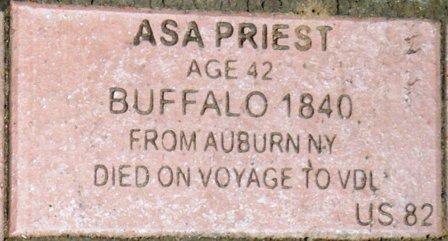 ASA PRIEST
AGE 42
BUFFALO 1840
FROM AUBURN NY
DIED ON VOYAGE TO VDL
US 82